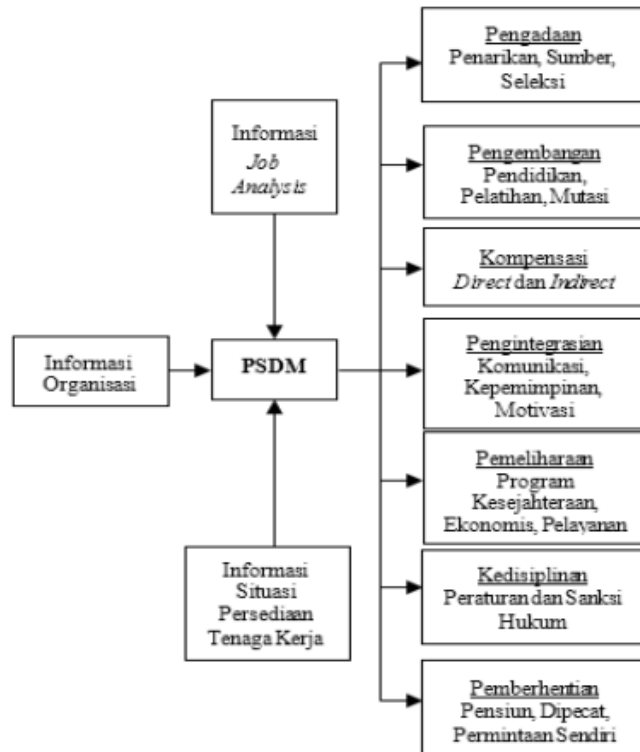 Pengadaan
Penarikan, Sumber,
Seleksi
Informasi
Job
Analysis
Pengembangan
Pendidikan,
Pelatihan, Mutasi
Kompensasi
Direct dan Indirect
Informasi
Organisasi
PSDM
Pengintegrasian
Komunikasi,
Kepemimpinan,
Motivasi
Pemeliharaan
Program
Kesejahteraan,
Ekonomis, Pelayanan
Informasi
Situasi
Persediaan
Tenaga Kerja
Kedisiplinan
Peraturan dan Sanksi
Hukum
Pemberhentian
Pensiun, Dipecat,
Permintaan Sendiri